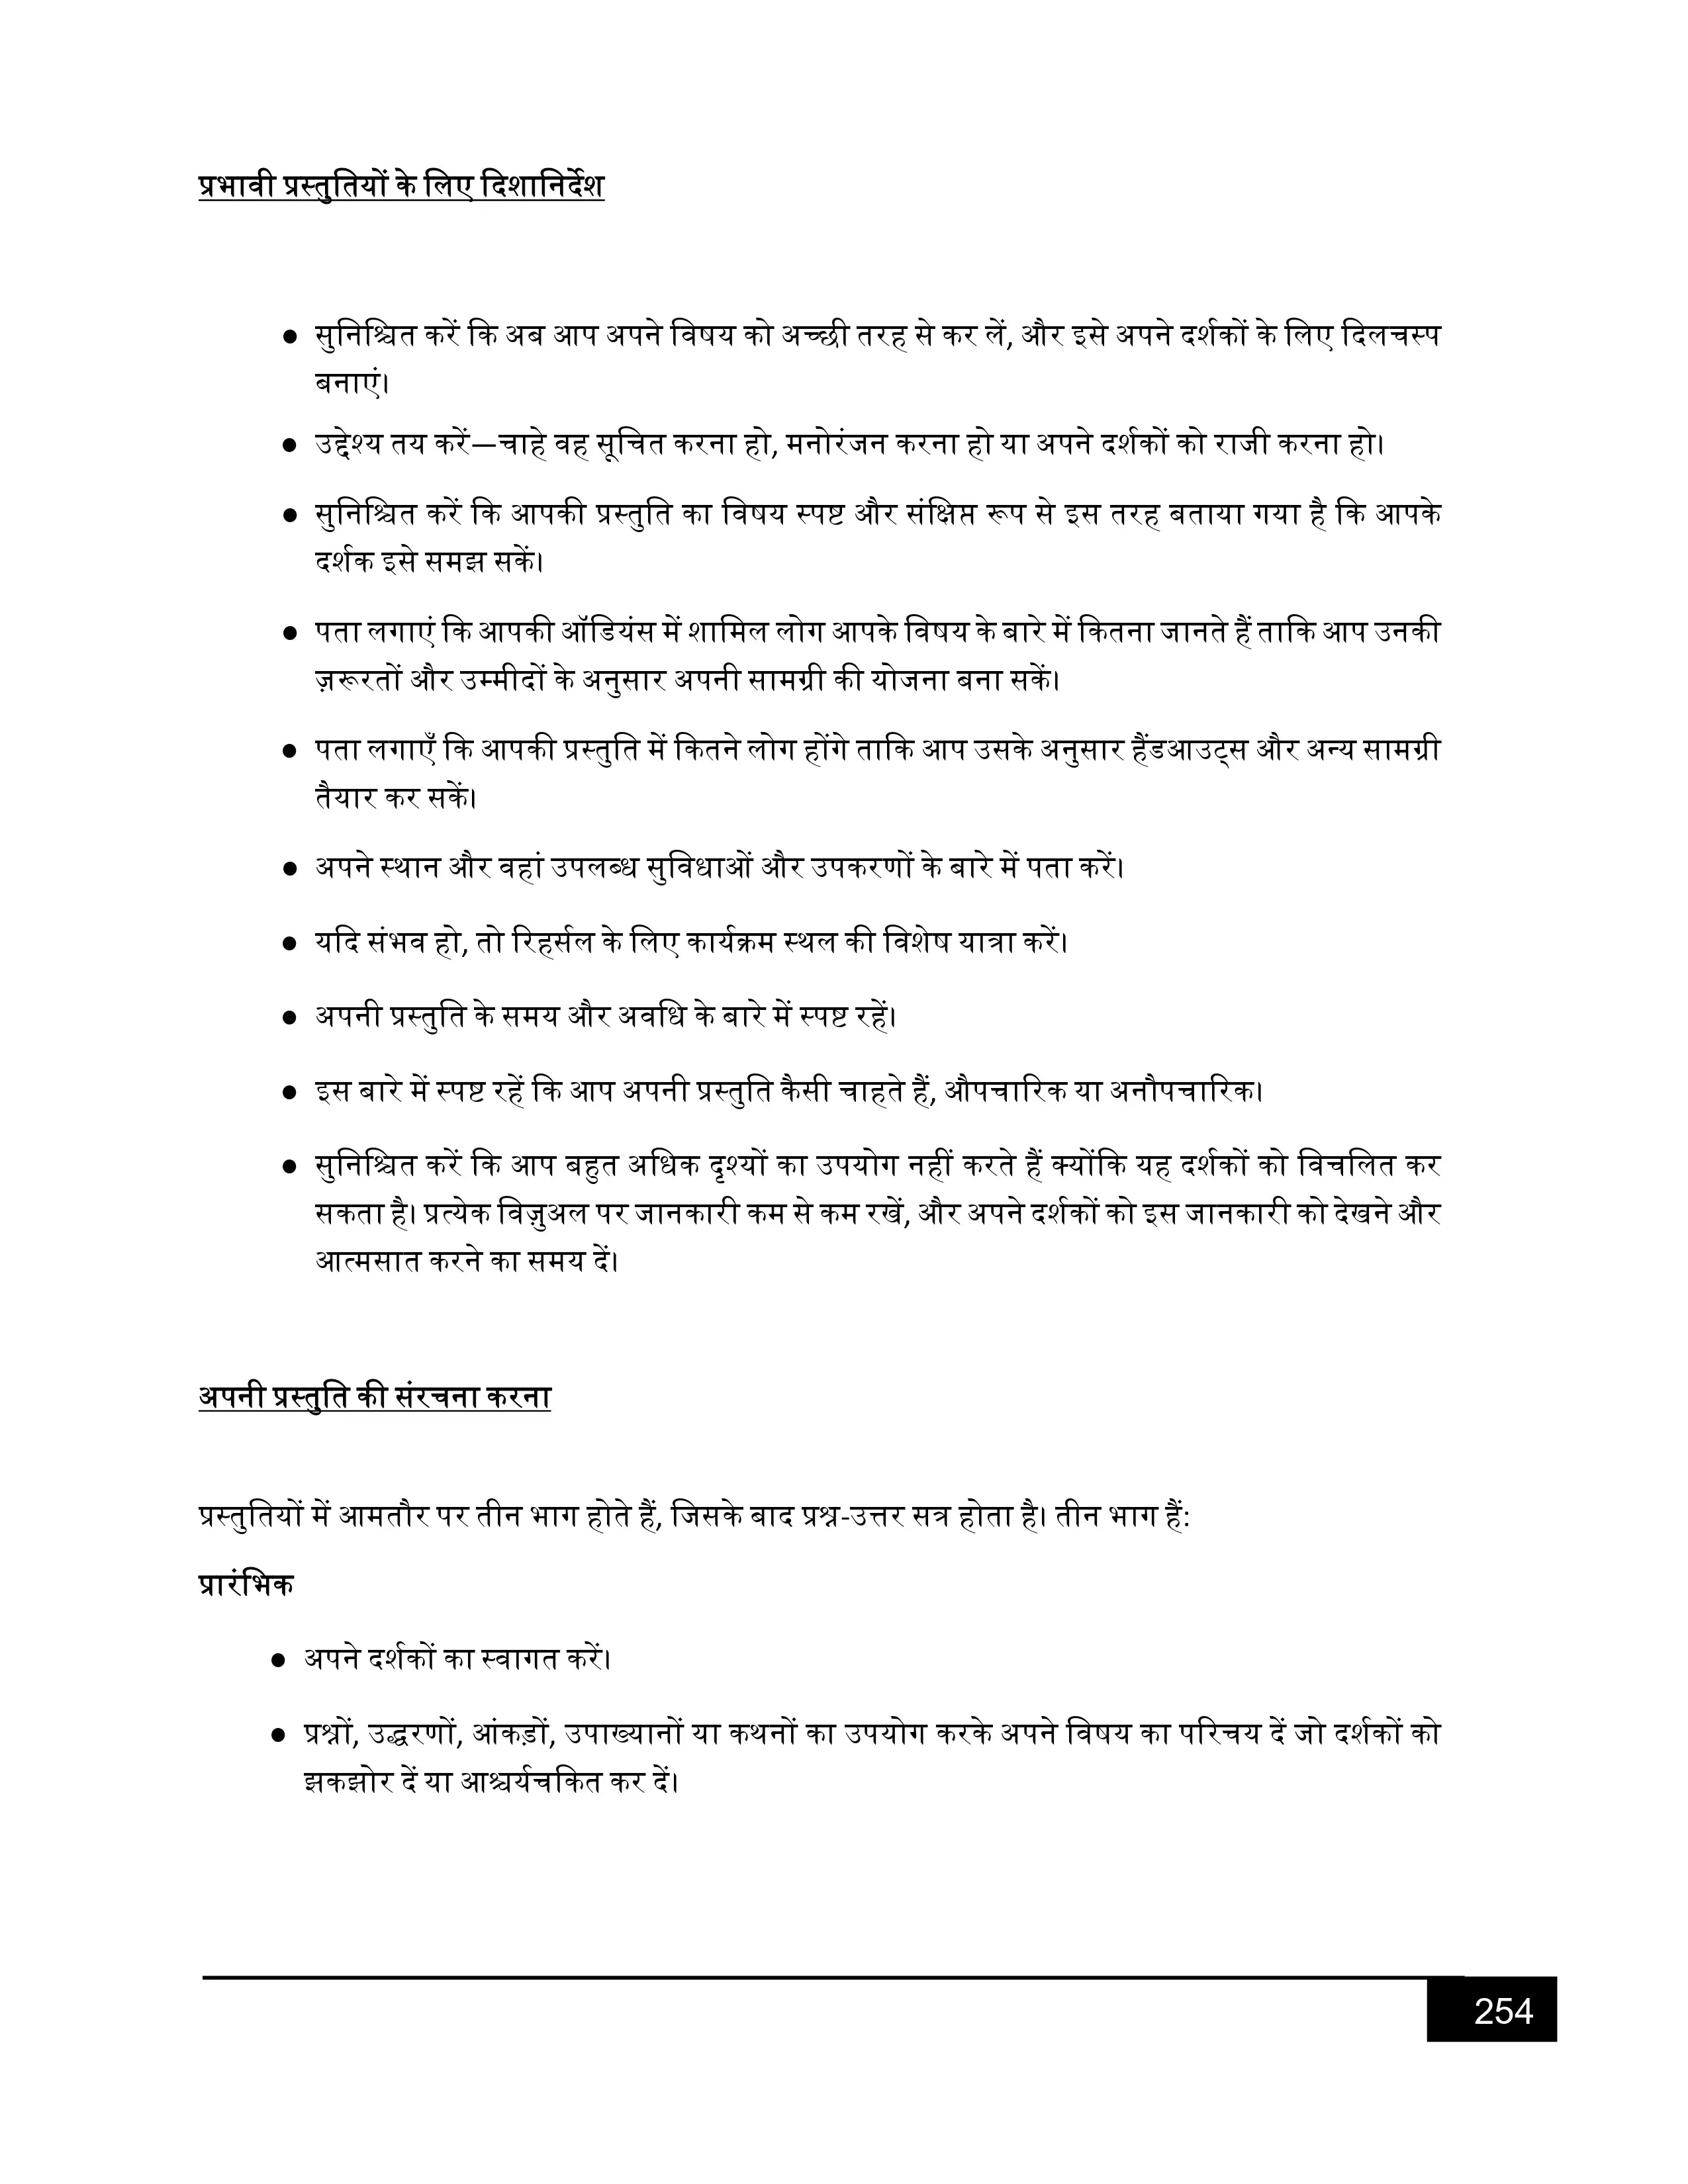 प्रभावी प्रस्तुतियों के लिए दिशानिर्देश
● सुनिश्चित करें कि अब आप अपने विषय को अच्छी तरह से कर लें, और इसे अपने दर्शकों के लिए दिलचस्प
बनाएं।
● उद्देश्य तय करें—चाहे वह सूचित करना हो, मनोरंजन करना हो या अपने दर्शकों को राजी करना हो।
● सुनिश्चित करें कि आपकी प्रस्तुति का विषय स्पष्ट और संक्षिप्त रूप से इस तरह बताया गया है कि आपके
दर्शक इसे समझ सकें।
● पता लगाएं कि आपकी ऑडियंस में शामिल लोग आपके विषय के बारे में कितना जानते हैं ताकि आप उनकी
ज़रूरतों और उम्मीदों के अनुसार अपनी सामग्री की योजना बना सकें।
● पता लगाएँ कि आपकी प्रस्तुति में कितने लोग होंगे ताकि आप उसके अनुसार हैंडआउट्स और अन्य सामग्री
तैयार कर सकें।
● अपने स्थान और वहां उपलब्ध सुविधाओं और उपकरणों के बारे में पता करें।
● यदि संभव हो, तो रिहर्सल के लिए कार्यक्रम स्थल की विशेष यात्रा करें।
● अपनी प्रस्तुति के समय और अवधि के बारे में स्पष्ट रहें।
● इस बारे में स्पष्ट रहें कि आप अपनी प्रस्तुति कैसी चाहते हैं, औपचारिक या अनौपचारिक।
● सुनिश्चित करें कि आप बहुत अधिक दृश्यों का उपयोग नहीं करते हैं क्योंकि यह दर्शकों को विचलित कर
सकता है। प्रत्येक विज़ुअल पर जानकारी कम से कम रखें, और अपने दर्शकों को इस जानकारी को देखने और
आत्मसात करने का समय दें।
अपनी प्रस्तुति की संरचना करना
प्रस्तुतियों में आमतौर पर तीन भाग होते हैं, जिसके बाद प्रश्न-उत्तर सत्र होता है। तीन भाग हैं:
प्रारंभिक
● अपने दर्शकों का स्वागत करें।
● प्रश्नों, उद्धरणों, आंकड़ों, उपाख्यानों या कथनों का उपयोग करके अपने विषय का परिचय दें जो दर्शकों को
झकझोर दें या आश्चर्यचकित कर दें।
254